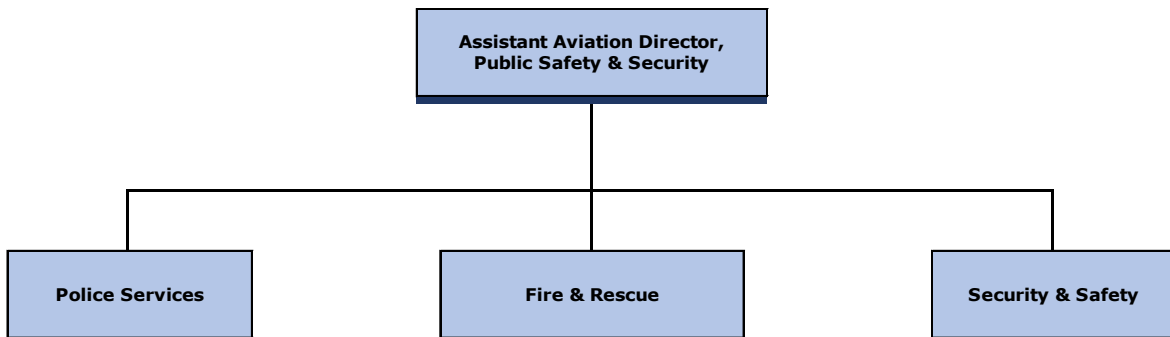 Assistant Aviation Director,
Public Safety & Security
Police Services
Fire & Rescue
Security & Safety